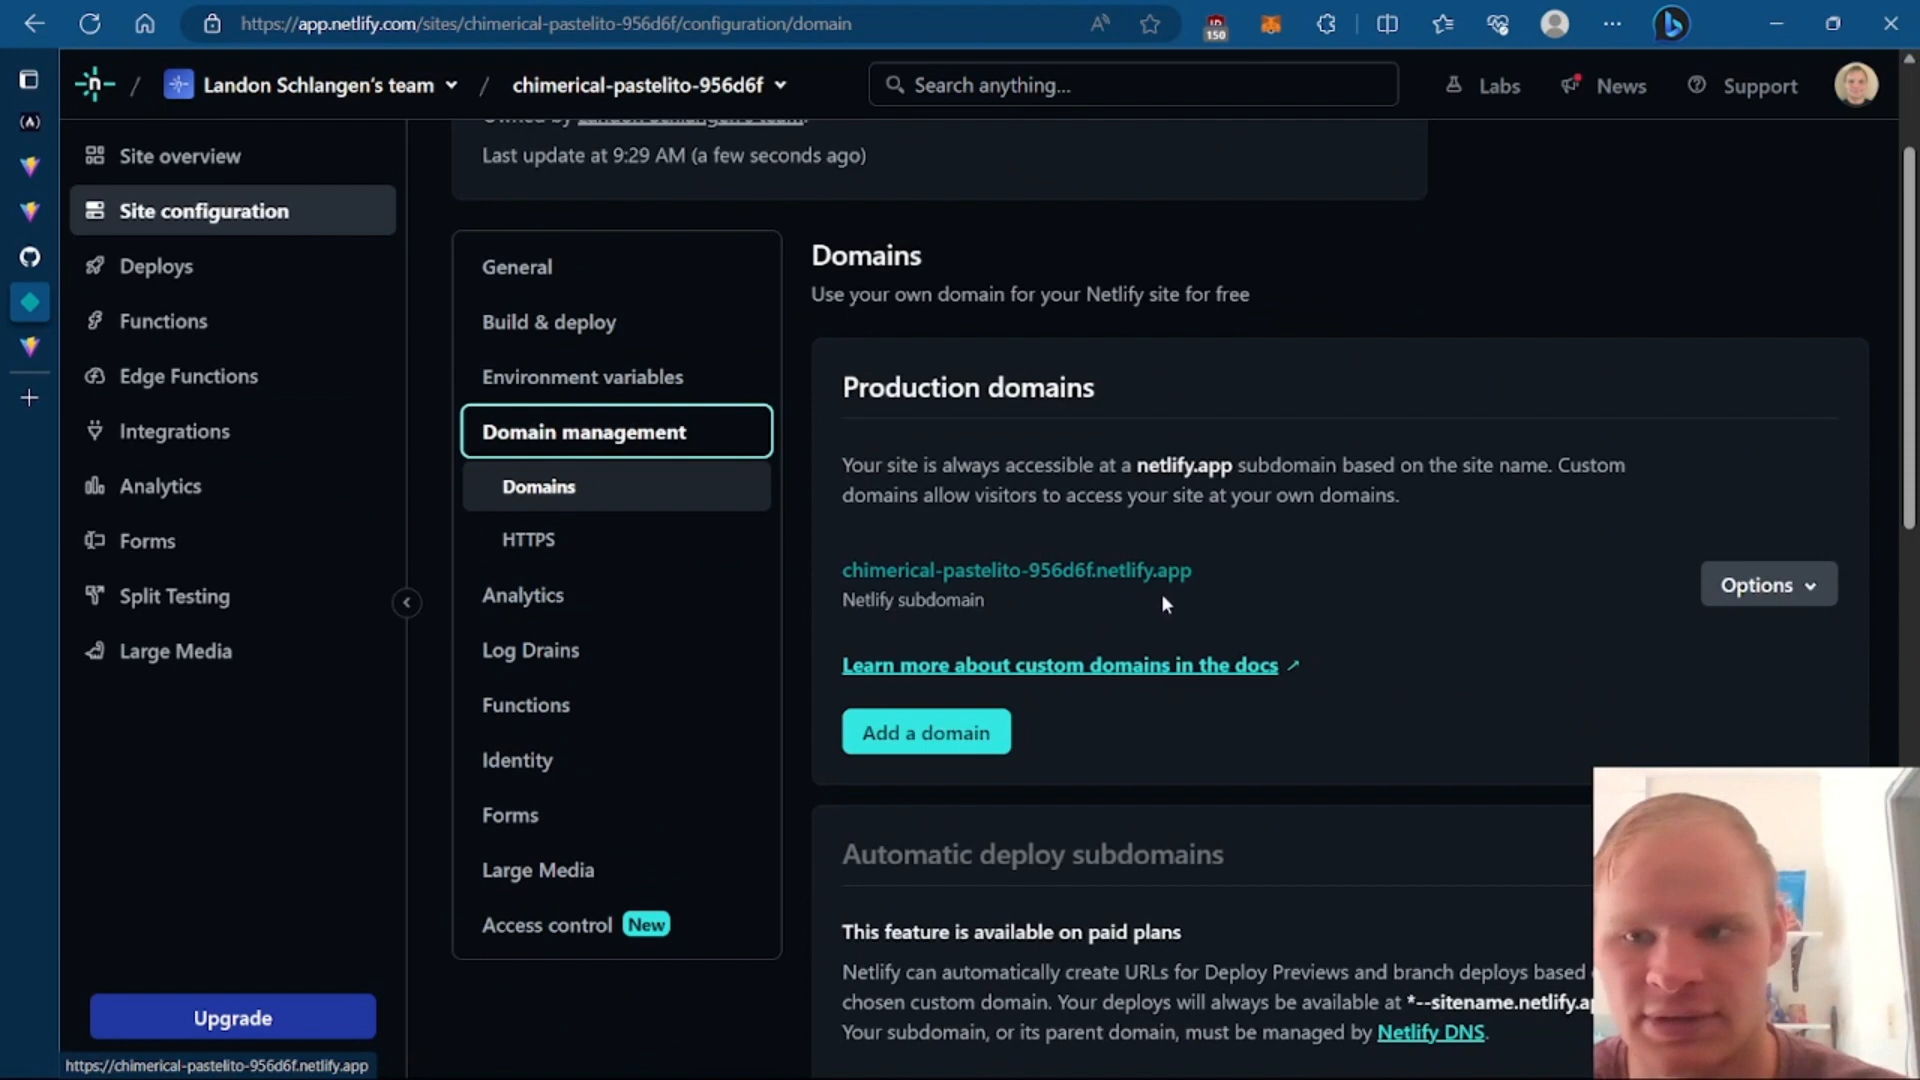 https://app.netlify.com/sites/chimerical-pastelito-956d6f/configuration/domain
150
Landon Schlangen's team
/
chimerical-pastelito-956d6f
Search anything...
Labs
News
Support
Site overview
Site configuration
Deploys
Functions
Edge Functions
Integrations
Analytics
Forms
Split Testing
Large Media
Upgrade
https://chimerical-pastelito-956d6f.netlify.app
Owned by Landon Schlangen's team.
Last update at 9:29 AM (a few seconds ago)
General
Build & deploy
Environment variables
Domain management
Domains
HTTPS
Analytics
Log Drains
Functions
Identity
Forms
Large Media
Access control New
Domains
Use your own domain for your Netlify site for free
Production domains
Your site is always accessible at a netlify.app subdomain based on the site name. Custom
domains allow visitors to access your site at your own domains.
chimerical-pastelito-956d6f.netlify.app
Netlify subdomain
Options
Learn more about custom domains in the docs
Add a domain
Automatic deploy subdomains
This feature is available on paid plans
Netlify can automatically create URLs for Deploy Previews and branch deploys based
chosen custom domain. Your deploys will always be available at *--sitename.netlify.ap
Your subdomain, or its parent domain, must be managed by Netlify DNS.